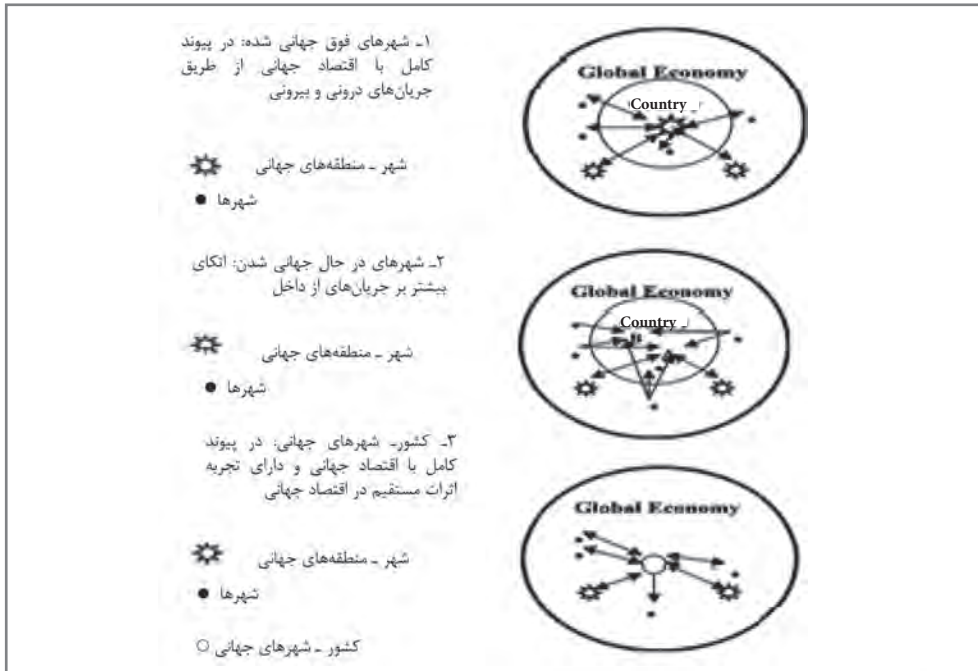 ۱ـ شهرهای فوق جهانی شده: در پیوند
کامل با اقتصاد جهانی از طریق
جریان‌های درونی و بیرونی
شهر ـ منطقه‌های جهانی
شهرها
Global Economy
Country
۲ـ شهرهای در حال جهانی شدن: اتکای
بیشتر بر جریان‌های از داخل
شهر ـ منطقه‌های جهانی
شهرها
Global Economy
Country
۳ـ کشورـ شهرهای جهانی: در پیوند
کامل با اقتصاد جهانی و دارای تجربه
اثرات مستقیم در اقتصاد جهانی
شهر ـ منطقه‌های جهانی
شهرها
کشور ـ شهرهای جهانی
Global Economy